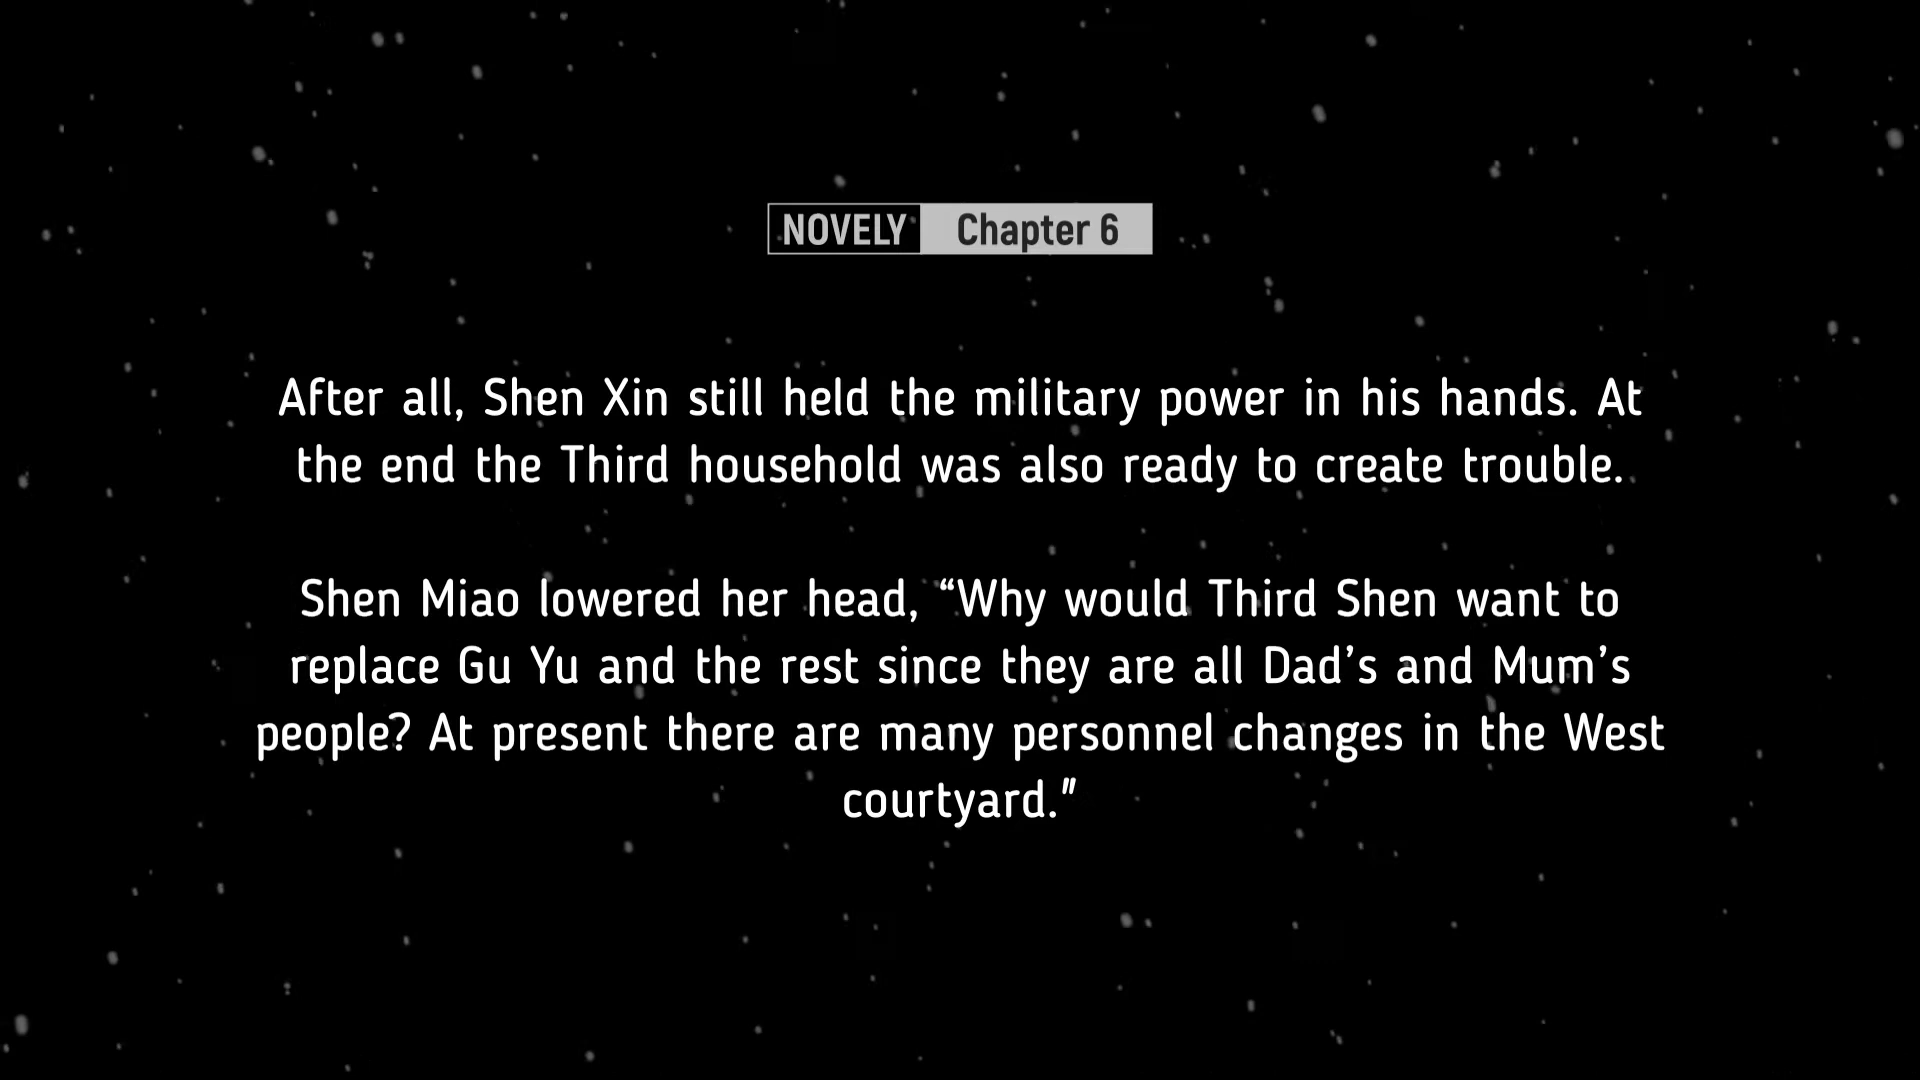 NOVELY Chapter 6
After all, Shen Xin still held the military power in his hands. At
the end the Third household was also ready to create trouble.
Shen Miao lowered her head, “Why would Third Shen want to
replace Gu Yu and the rest since they are all Dad’s and Mum’s
people? At present there are many personnel changes in the West
courtyard."